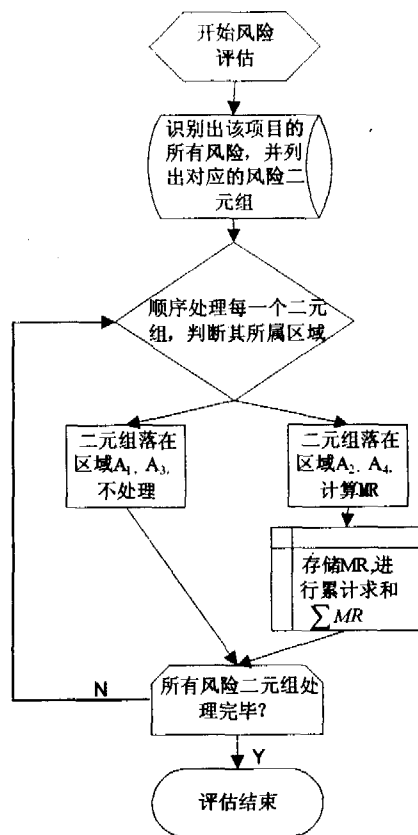 开始风险
评估
识别出该项目的
所有风险，并列
出对应的风险二
元组
顺序处理每一个二元
组，判断其所属区域
二元组落在
区域A₁、A₃，
不处理
二元组落在
区域A₂、A₄，
计算MR
存储MR,进
行累计求和
∑MR
所有风险二元组处
理完毕？
N
Y
评估结束